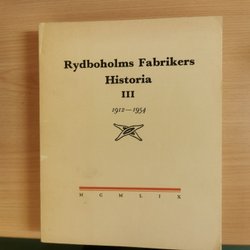 Rydboholms Fabrikers
Historia
III
1912—1954
MCMLIX